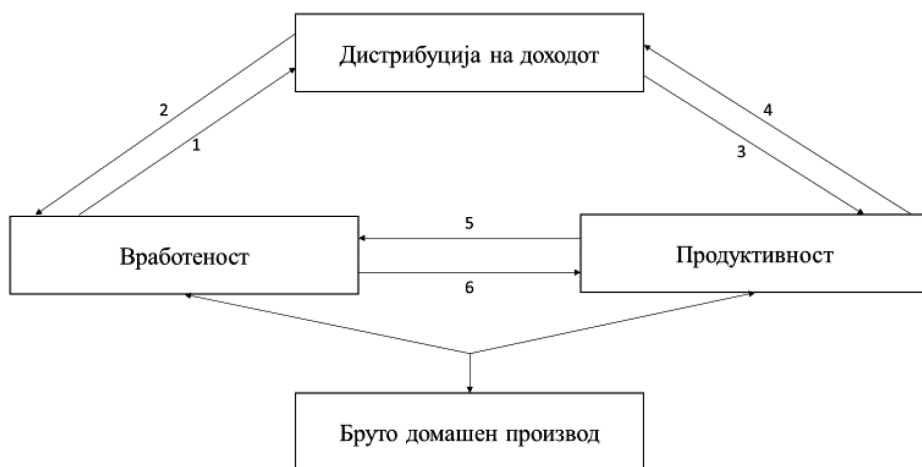 Дистрибуција на доходот
2
4
1
3
Вработеност
5
Продуктивност
6
Бруто домашен производ